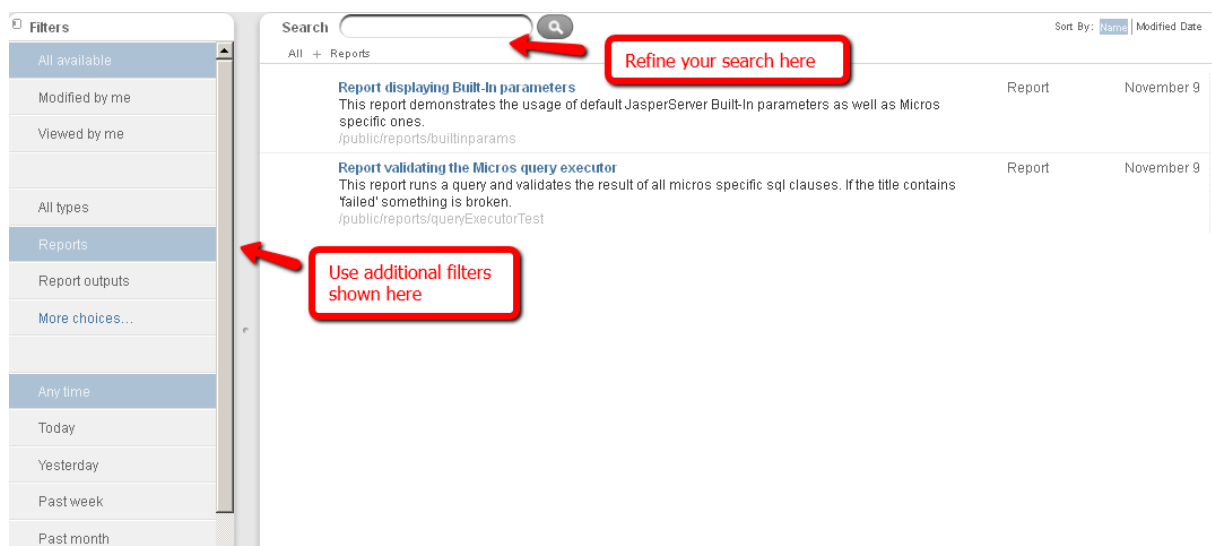 Filters
All available
Modified by me
Viewed by me
All types
Reports
Report outputs
More choices...
Any time
Today
Yesterday
Past week
Past month
Search
Sort By: Name Modified Date
All + Reports
Refine your search here
Report displaying Built-In parameters
Report
November 9
This report demonstrates the usage of default JasperServer Built-In parameters as well as Micros
specific ones.
/public/reports/builtinparams
Report validating the Micros query executor
Report
November 9
This report runs a query and validates the result of all micros specific sql clauses. If the title contains
'failed' something is broken.
/public/reports/queryExecutorTest
Use additional filters
shown here